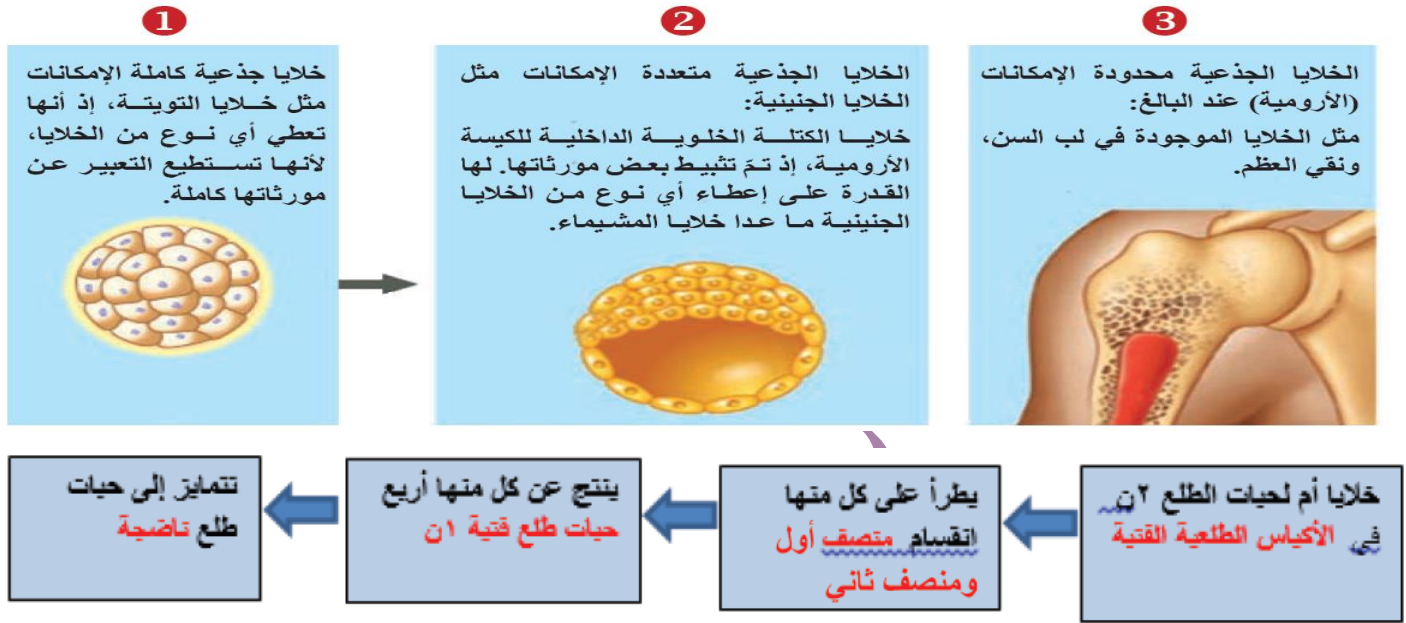 1
خلايا جذعية كاملة الإمكانات
مثل خلايا التويتة، إذ أنها
تعطي أي نوع من الخلايا،
لأنها تستطيع التعبير عن
مورثاتها كاملة.
2
الخلايا الجذعية متعددة الإمكانات مثل
الخلايا الجنينية:
خلايا الكتلة الخلوية الداخلية للكيسة
الأرومية، إذ تمَ تثبيط بعض مورثاتها. لها
القدرة على إعطاء أي نوع من الخلايا
الجنينية ما عدا خلايا المشيماء.
3
الخلايا الجذعية محدودة الإمكانات
(الأرومية) عند البالغ:
مثل الخلايا الموجودة في لب السن،
ونقي العظم.
خلايا أم لحبات الطلع ٢ن
في الأكياس الطلعية الفتية
يطرأ على كل منها
انقسام منصف أول
ومنصف ثاني
ينتج عن كل منها أربع
حبات طلع فتية ١ن
تتمايز إلى حبات
طلع ناضجة